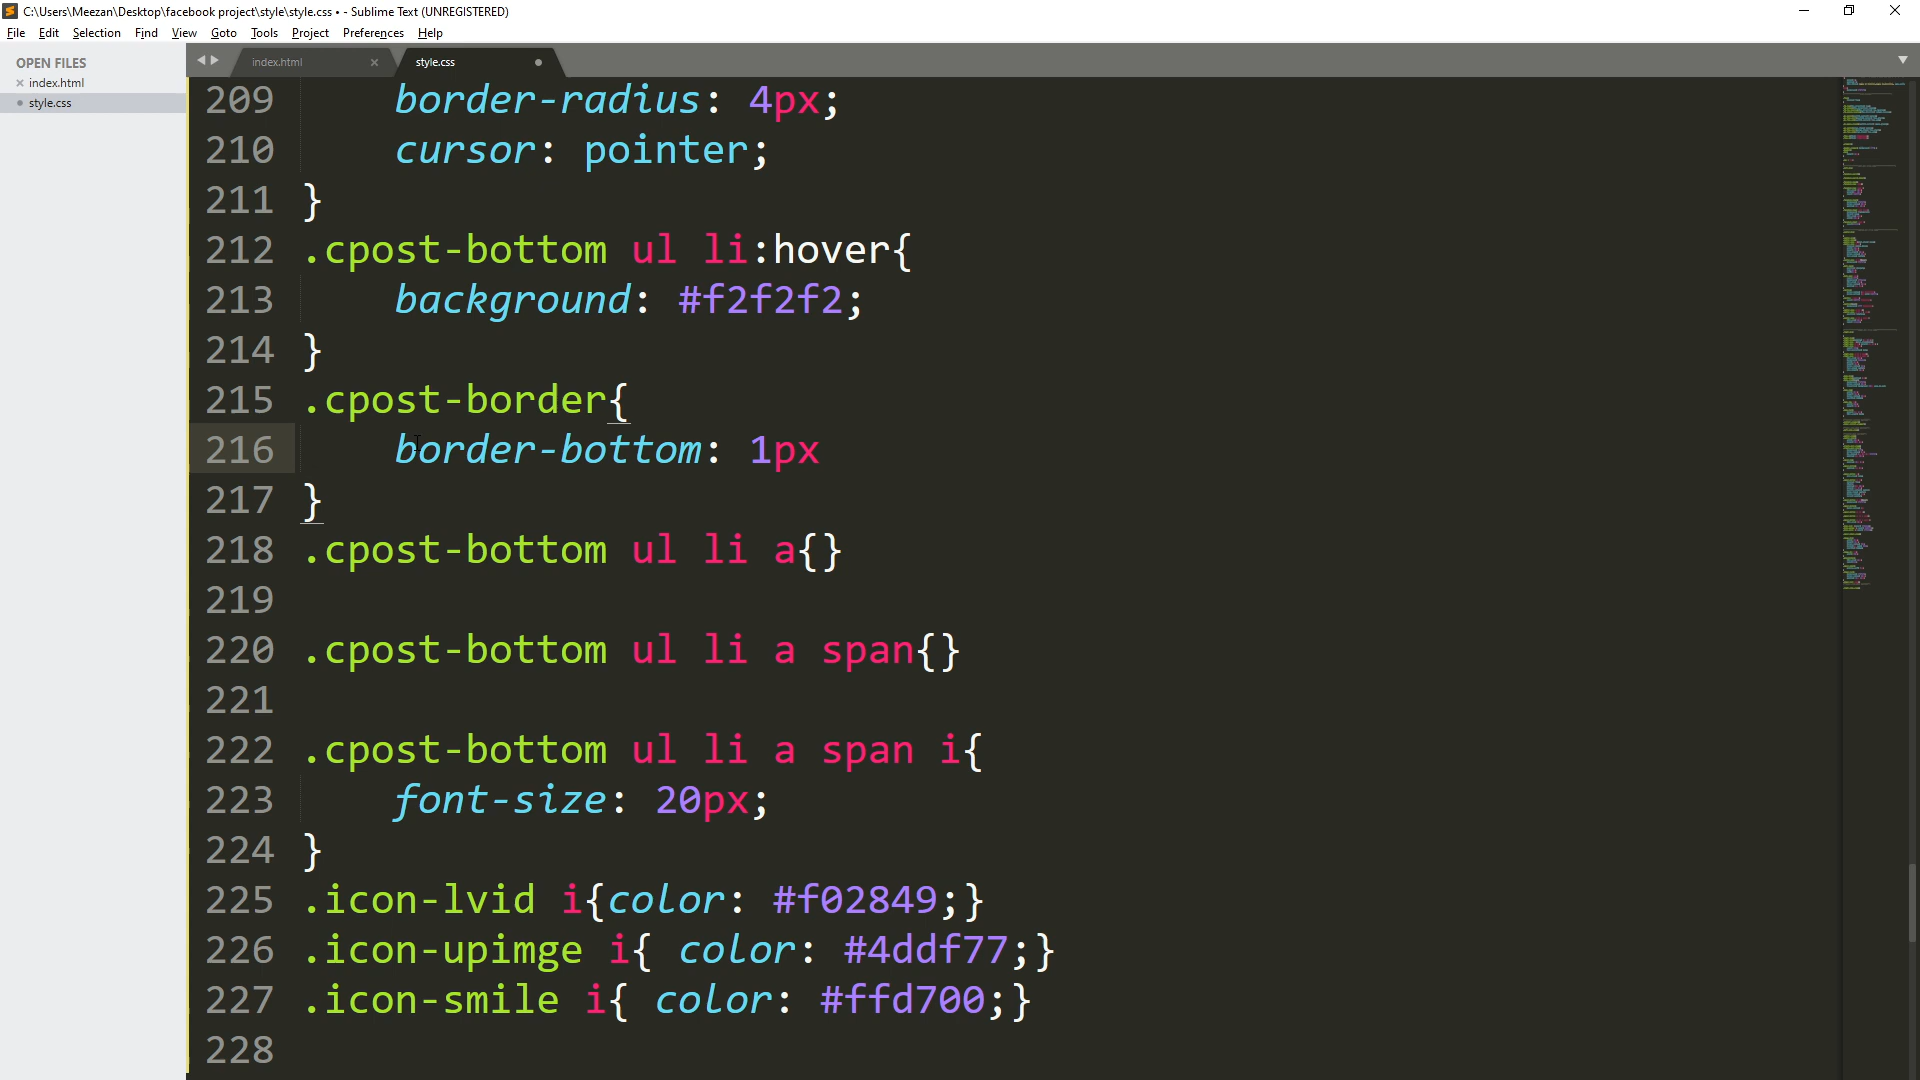 C:\Users\Meezan\Desktop\facebook project\style\style.css • - Sublime Text (UNREGISTERED)
File Edit Selection Find View Goto Tools Project Preferences Help
OPEN FILES
index.html
style.css
index.html
style.css
209 border-radius: 4px;
210 cursor: pointer;
211 }
212 .cpost-bottom ul li:hover{
213 background: #f2f2f2;
214 }
215 .cpost-border{
216 border-bottom: 1px
217 }
218 .cpost-bottom ul li a{}
219
220 .cpost-bottom ul li a span{}
221
222 .cpost-bottom ul li a span i{
223 font-size: 20px;
224 }
225 .icon-lvid i{color: #f02849;}
226 .icon-upimge i{ color: #4ddf77;}
227 .icon-smile i{ color: #ffd700;}
228